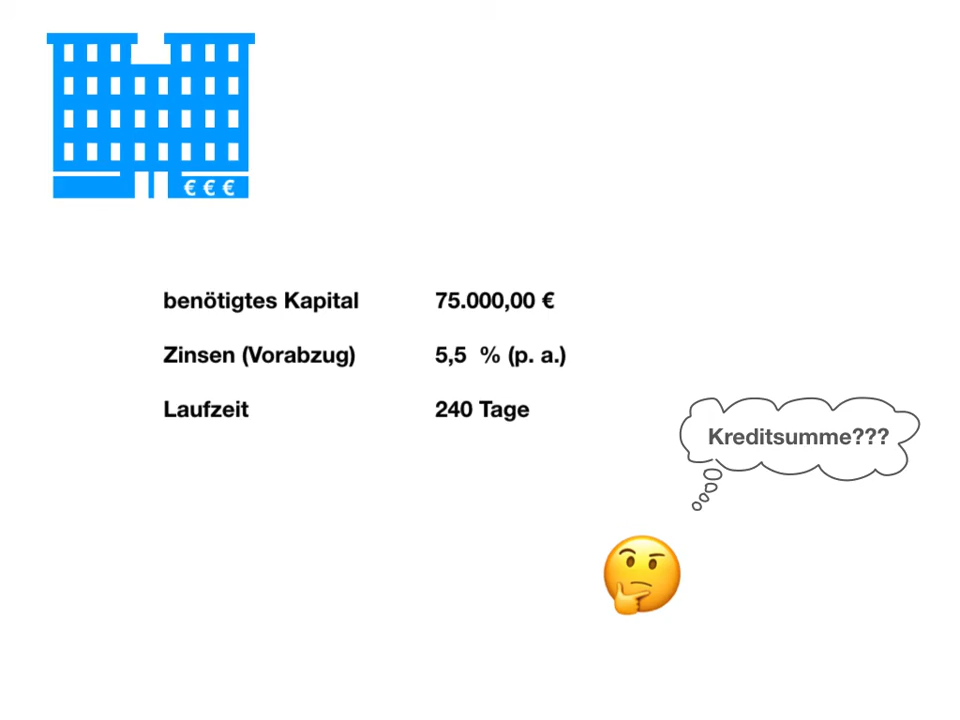 € € €
benötigtes Kapital 75.000,00 €
Zinsen (Vorabzug) 5,5 % (p. a.)
Laufzeit 240 Tage
Kreditsumme???